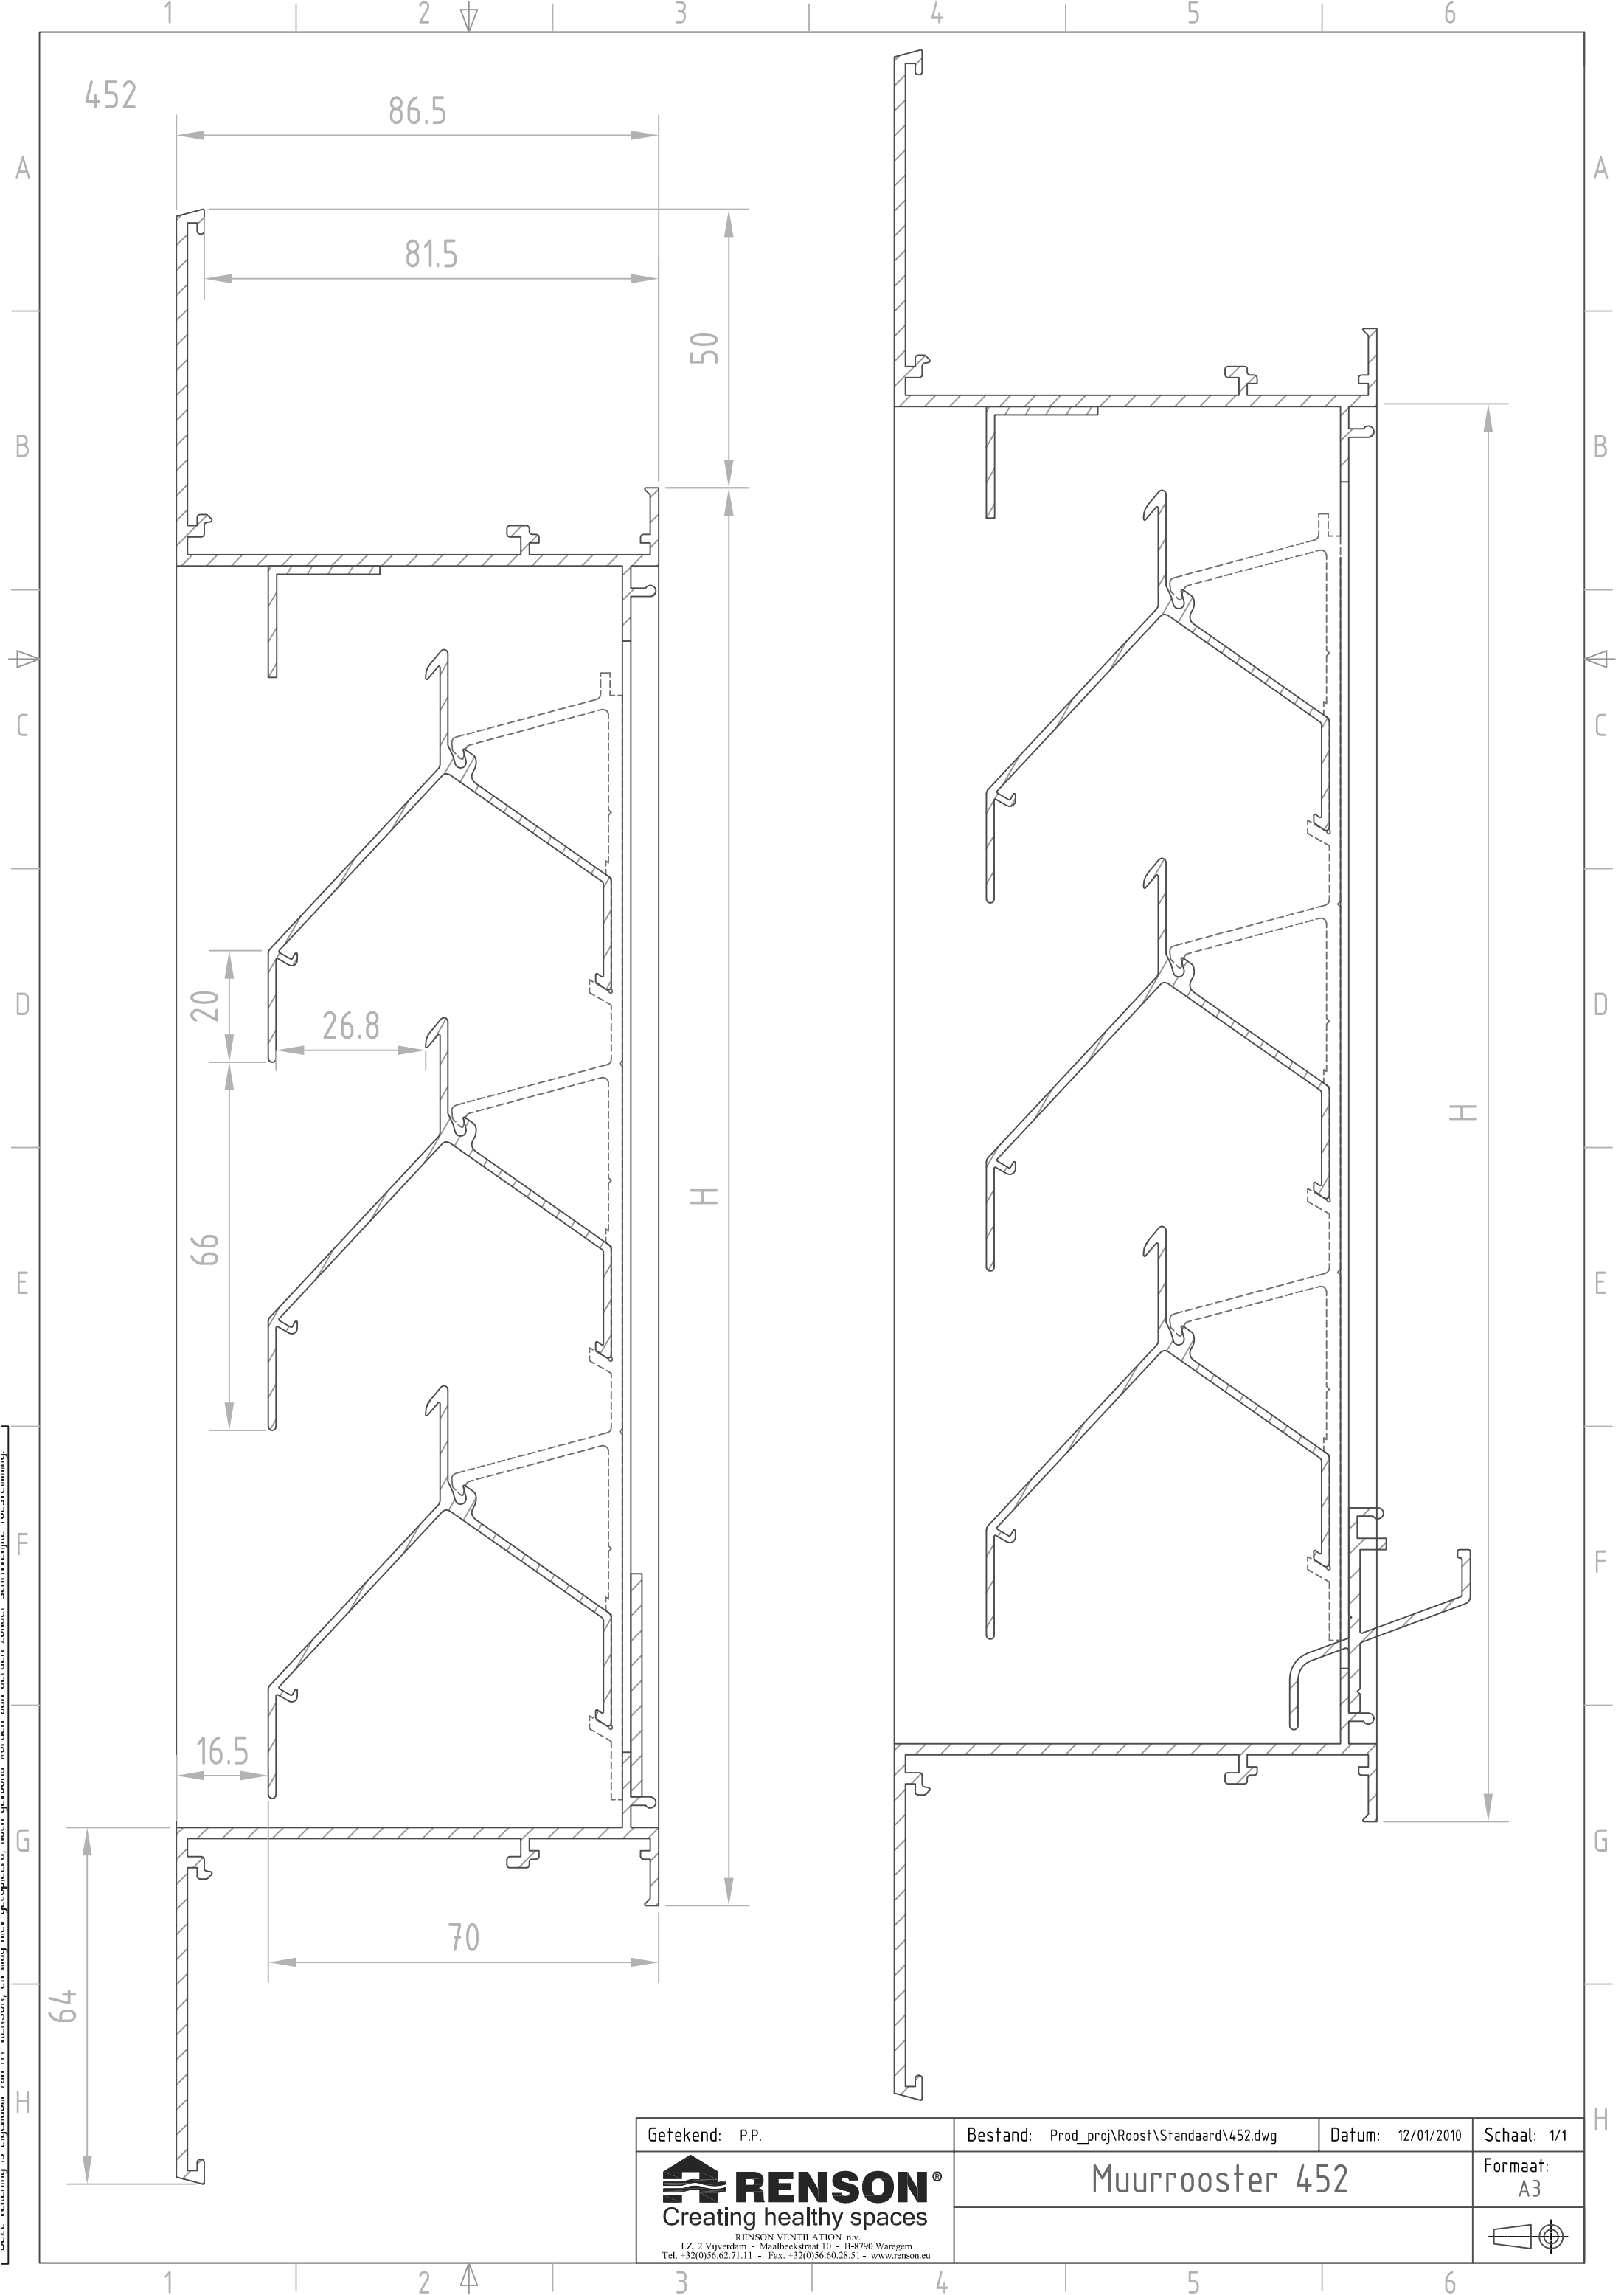 1 2 3 4 5 6
452
86.5
A A
81.5
50
B B
C C
D D
20
26.8
H
H
66
E E
F F
16.5
G G
70
64
H H
Getekend: P.P.
Bestand: Prod_proj\Roost\Standaard\452.dwg
Datum: 12/01/2010
Schaal: 1/1
RENSON®
Creating healthy spaces
RENSON VENTILATION n.v.
I.Z. 2 Vijverdam - Maalbeekstraat 10 - B-8790 Waregem
Tel. +32(0)56.62.71.11 - Fax. +32(0)56.60.28.51 - www.renson.eu
Muurrooster 452
Formaat:
A3
1 2 3 4 5 6